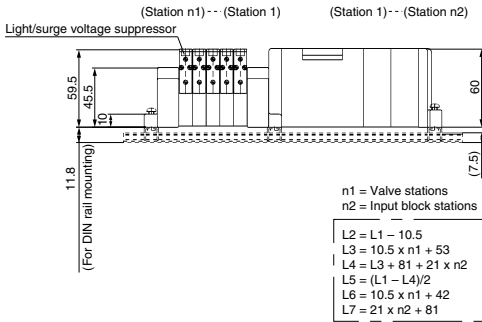 (Station n1) --- (Station 1)
(Station 1) --- (Station n2)
Light/surge voltage suppressor
59.5
45.5
10
60
11.8
(For DIN rail mounting)
(7.5)
n1 = Valve stations
n2 = Input block stations
L2 = L1 – 10.5
L3 = 10.5 x n1 + 53
L4 = L3 + 81 + 21 x n2
L5 = (L1 – L4)/2
L6 = 10.5 x n1 + 42
L7 = 21 x n2 + 81